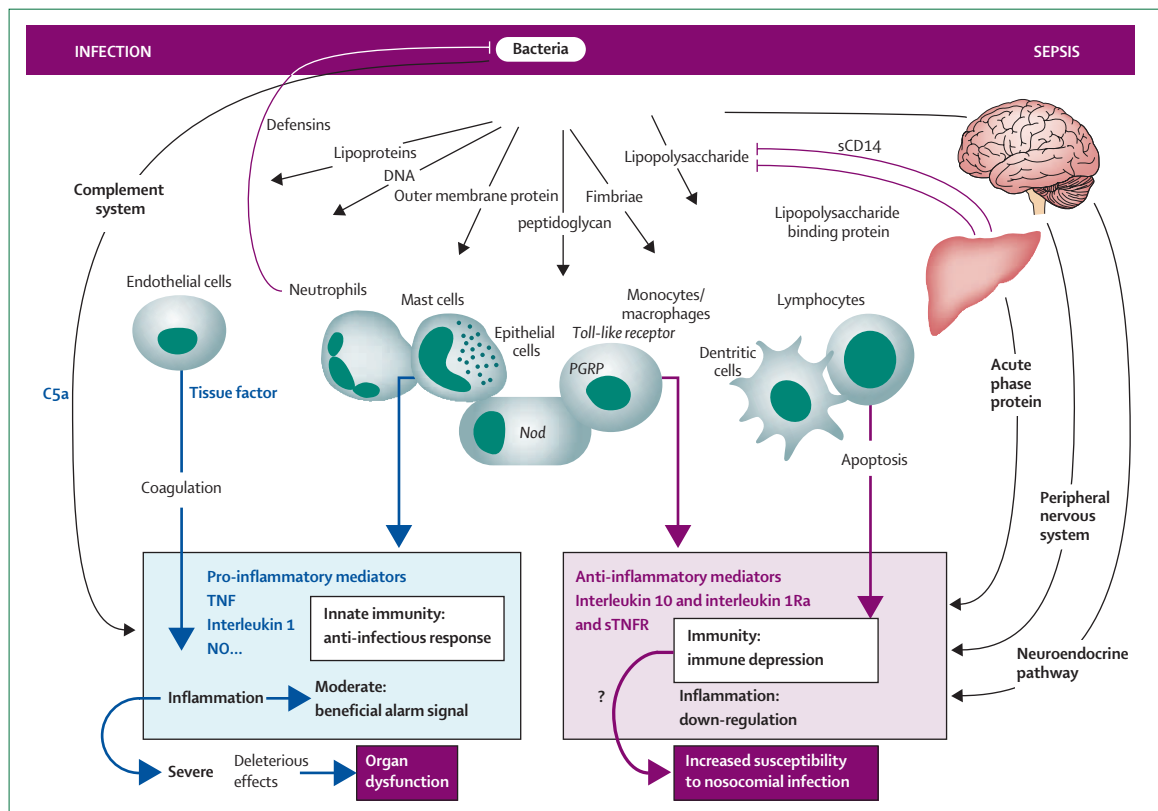 INFECTION
Bacteria
SEPSIS
Defensins
Lipoproteins
DNA
Outer membrane protein
peptidoglycan
Fimbriae
Lipopolysaccharide
sCD14
Lipopolysaccharide
binding protein
Complement
system
Endothelial cells
Neutrophils
Mast cells
Epithelial
cells
Monocytes/
macrophages
Toll-like receptor
PGRP
Nod
Lymphocytes
Dentritic
cells
Acute
phase
protein
C5a
Tissue factor
Coagulation
Apoptosis
Peripheral
nervous
system
Neuroendocrine
pathway
Pro-inflammatory mediators
TNF
Interleukin 1
NO...
Innate immunity:
anti-infectious response
Inflammation
Moderate:
beneficial alarm signal
Severe
Deleterious
effects
Organ
dysfunction
Anti-inflammatory mediators
Interleukin 10 and interleukin 1Ra
and sTNFR
Immunity:
immune depression
?
Inflammation:
down-regulation
Increased susceptibility
to nosocomial infection